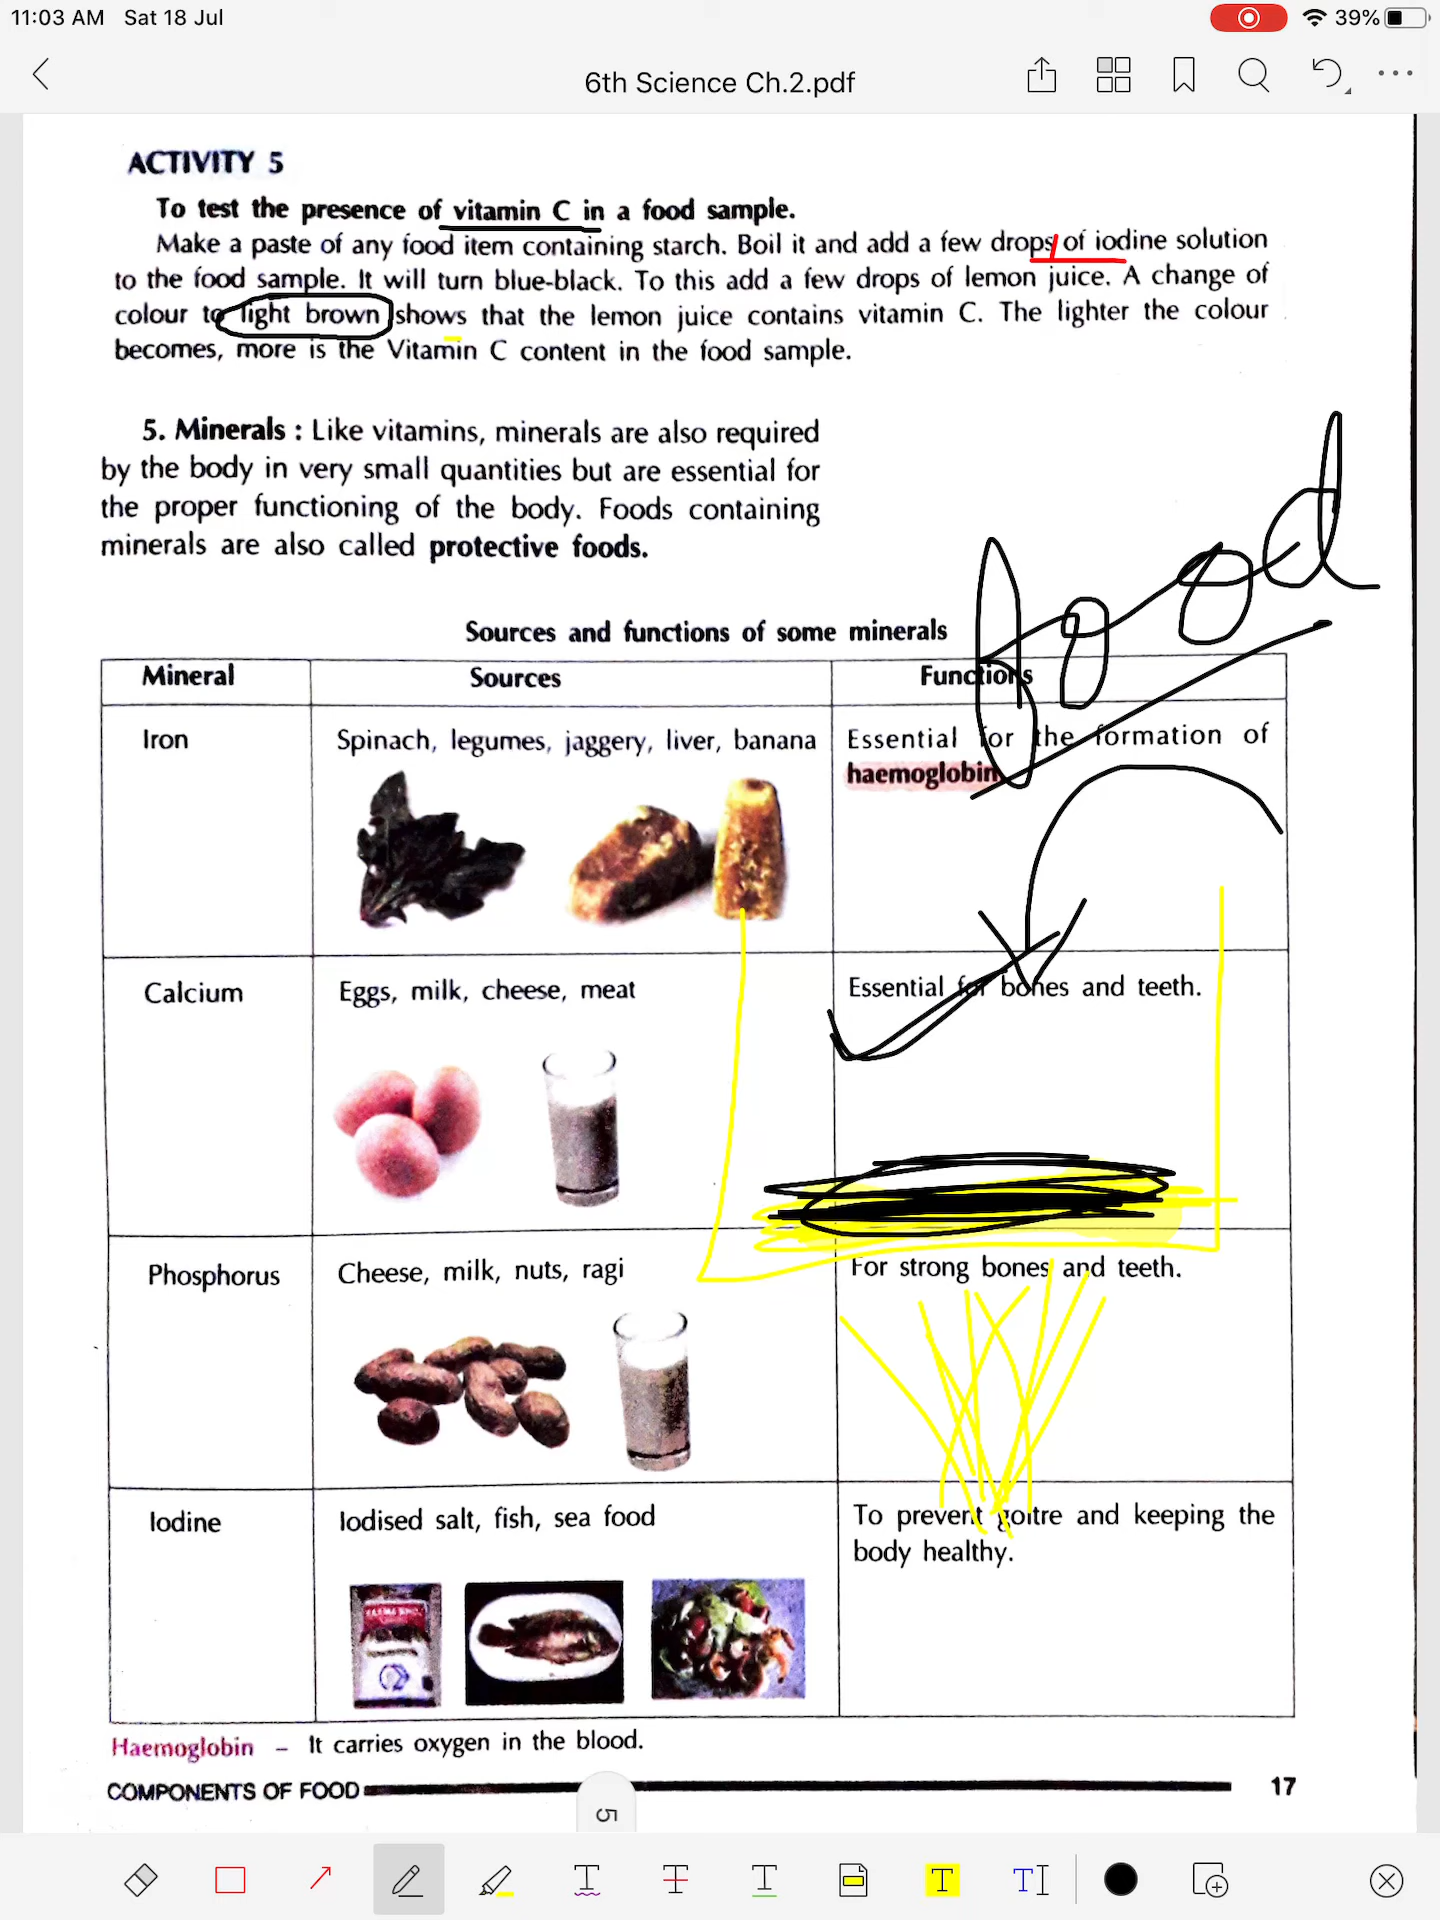 11:03 AM Sat 18 Jul 39%
6th Science Ch.2.pdf
ACTIVITY 5
To test the presence of vitamin C in a food sample.
Make a paste of any food item containing starch. Boil it and add a few drops of iodine solution
to the food sample. It will turn blue-black. To this add a few drops of lemon juice. A change of
colour to light brown shows that the lemon juice contains vitamin C. The lighter the colour
becomes, more is the Vitamin C content in the food sample.
5. Minerals : Like vitamins, minerals are also required
by the body in very small quantities but are essential for
the proper functioning of the body. Foods containing
minerals are also called protective foods.
food
Sources and functions of some minerals
Mineral Sources Functions
Iron Spinach, legumes, jaggery, liver, banana Essential for the formation of
haemoglobin
Calcium Eggs, milk, cheese, meat Essential for bones and teeth.
Phosphorus Cheese, milk, nuts, ragi For strong bones and teeth.
Iodine Iodised salt, fish, sea food To prevent goitre and keeping the
body healthy.
Haemoglobin – It carries oxygen in the blood.
COMPONENTS OF FOOD 17
5
T T T T TI